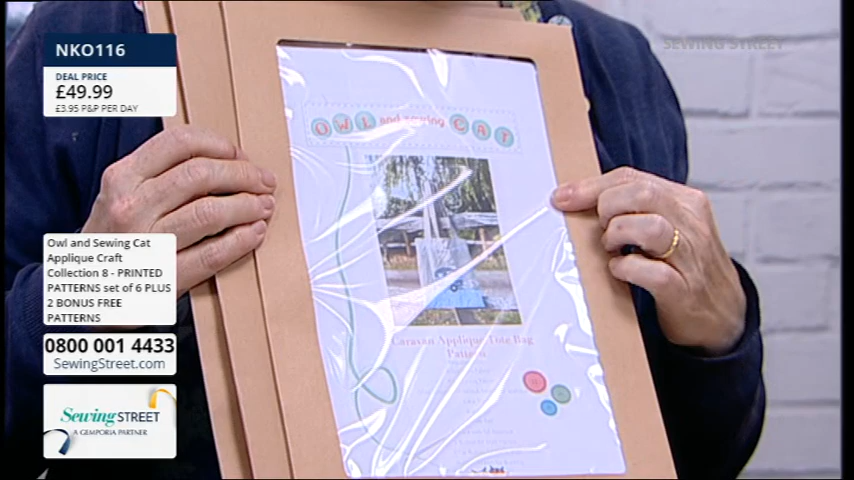 NKO116
DEAL PRICE
£49.99
£3.95 P&P PER DAY
SEWING STREET
OWL and sewing CAT
Caravan Applique Tote Bag
Pattern
Owl and Sewing Cat
Applique Craft
Collection 8 - PRINTED
PATTERNS set of 6 PLUS
2 BONUS FREE
PATTERNS
0800 001 4433
SewingStreet.com
Sewing STREET
A GEMPORIA PARTNER